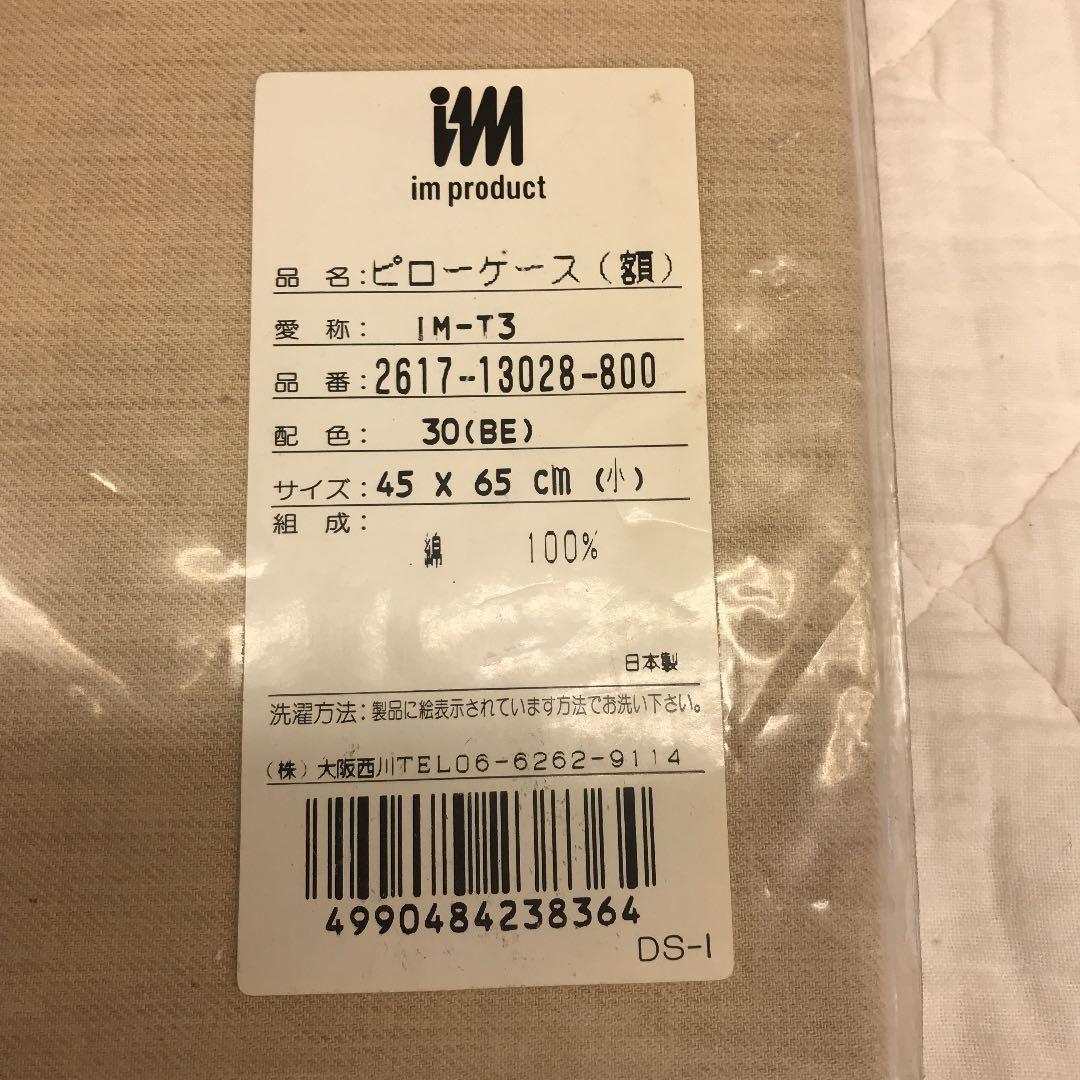 im
im product
品 名:ピローケース(額)
愛 称: IM-T3
品 番:2617-13028-800
配 色: 30(BE)
サイズ:45 X 65 cm (小)
組 成:
綿 100%
日本製
洗濯方法:製品に絵表示されています方法でお洗い下さい。
(株)大阪西川TEL06-6262-9114
4990484238364
DS-I